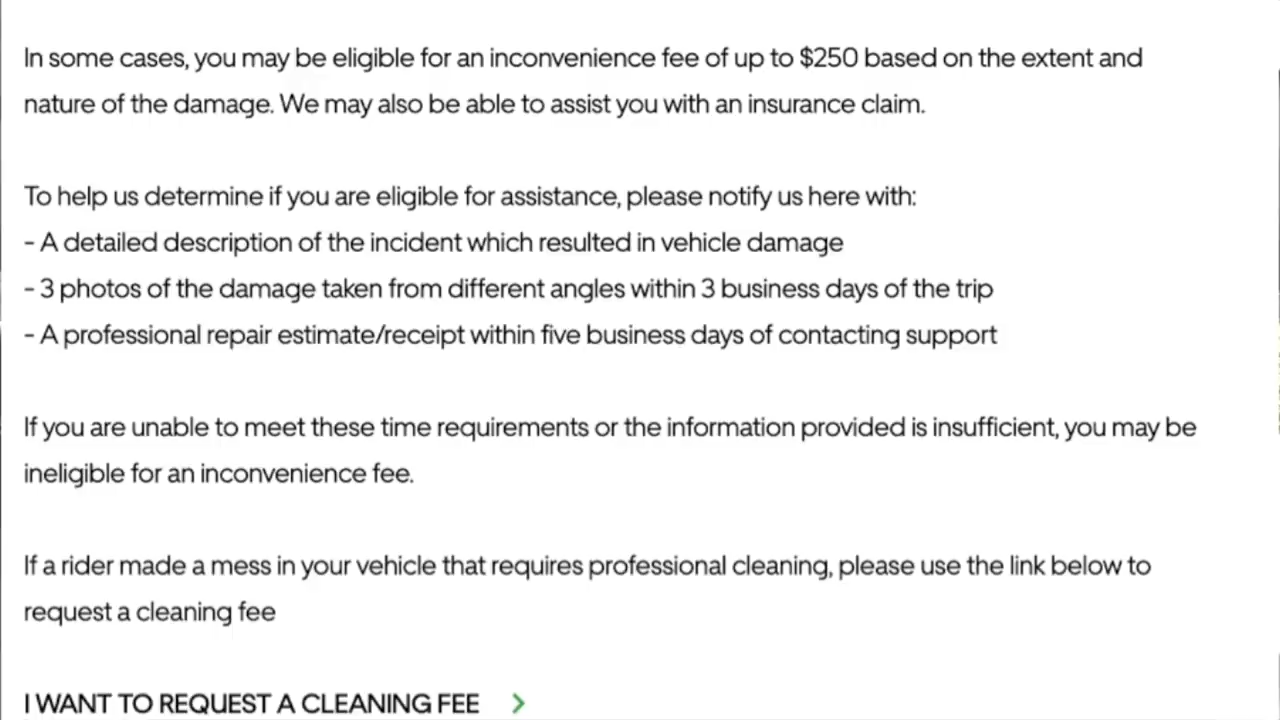 In some cases, you may be eligible for an inconvenience fee of up to $250 based on the extent and
nature of the damage. We may also be able to assist you with an insurance claim.
To help us determine if you are eligible for assistance, please notify us here with:
- A detailed description of the incident which resulted in vehicle damage
- 3 photos of the damage taken from different angles within 3 business days of the trip
- A professional repair estimate/receipt within five business days of contacting support
If you are unable to meet these time requirements or the information provided is insufficient, you may be
ineligible for an inconvenience fee.
If a rider made a mess in your vehicle that requires professional cleaning, please use the link below to
request a cleaning fee
I WANT TO REQUEST A CLEANING FEE